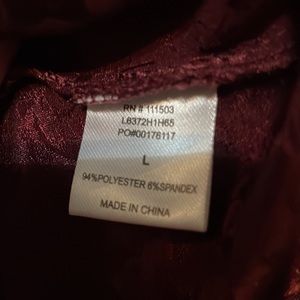 RN # 111503
L8372H1H65
PO#00176117
L
94%POLYESTER 6%SPANDEX
MADE IN CHINA